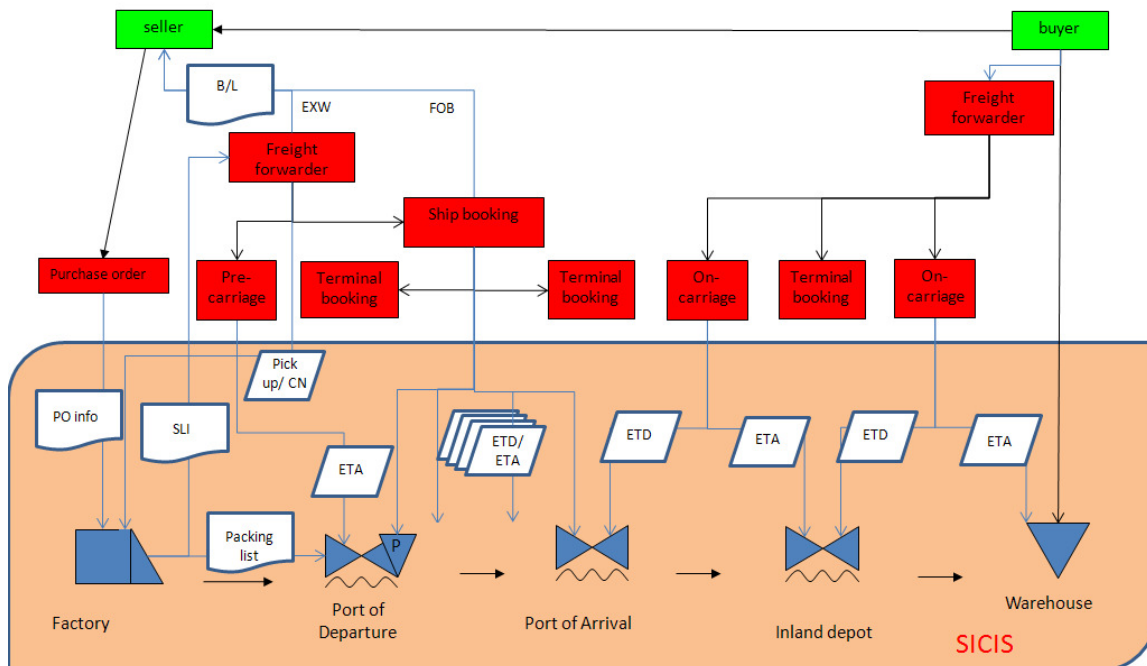 seller
buyer
B/L
EXW
FOB
Freight
forwarder
Freight
forwarder
Ship booking
Purchase order
Pre-
carriage
Terminal
booking
Terminal
booking
On-
carriage
Terminal
booking
On-
carriage
Pick
up/ CN
PO info
SLI
ETA
ETD/
ETA
ETD
ETA
ETD
ETA
Packing
list
P
Factory
Port of
Departure
Port of Arrival
Inland depot
Warehouse
SICIS